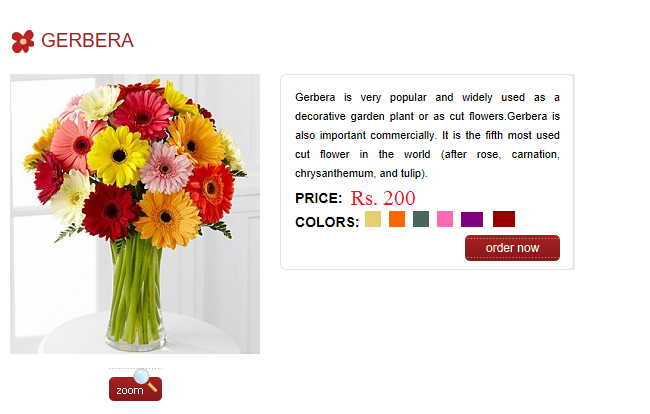 GERBERA
Gerbera is very popular and widely used as a
decorative garden plant or as cut flowers.Gerbera is
also important commercially. It is the fifth most used
cut flower in the world (after rose, carnation,
chrysanthemum, and tulip).
PRICE: Rs. 200
COLORS:
order now
zoom